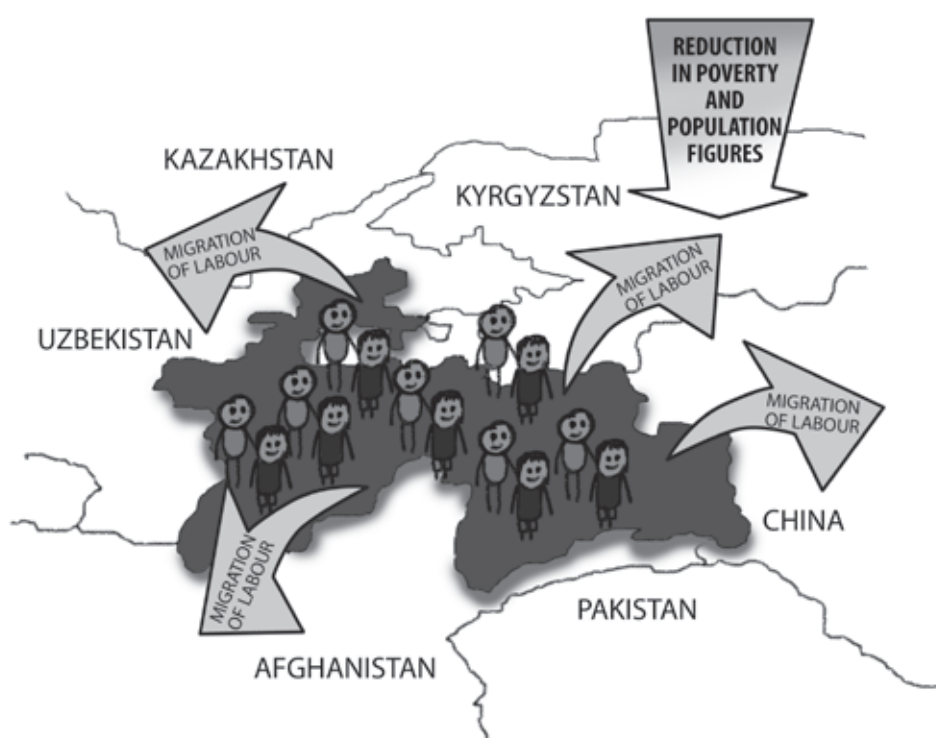 REDUCTION
IN POVERTY
AND
POPULATION
FIGURES
KAZAKHSTAN
KYRGYZSTAN
MIGRATION
OF LABOUR
MIGRATION
OF LABOUR
UZBEKISTAN
MIGRATION
OF LABOUR
CHINA
MIGRATION
OF LABOUR
PAKISTAN
AFGHANISTAN